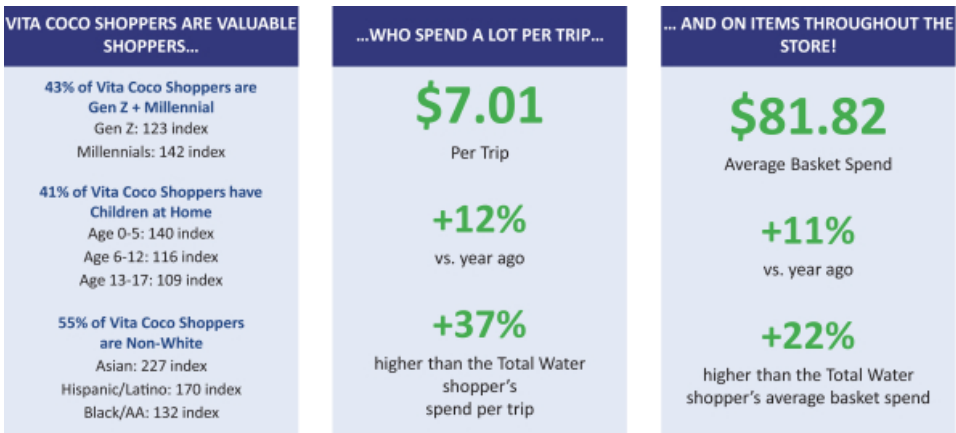 VITA COCO SHOPPERS ARE VALUABLE
SHOPPERS...
43% of Vita Coco Shoppers are
Gen Z + Millennial
Gen Z: 123 index
Millennials: 142 index
41% of Vita Coco Shoppers have
Children at Home
Age 0-5: 140 index
Age 6-12: 116 index
Age 13-17: 109 index
55% of Vita Coco Shoppers
are Non-White
Asian: 227 index
Hispanic/Latino: 170 index
Black/AA: 132 index
...WHO SPEND A LOT PER TRIP...
$7.01
Per Trip
+12%
vs. year ago
+37%
higher than the Total Water
shopper's
spend per trip
... AND ON ITEMS THROUGHOUT THE
STORE!
$81.82
Average Basket Spend
+11%
vs. year ago
+22%
higher than the Total Water
shopper's average basket spend